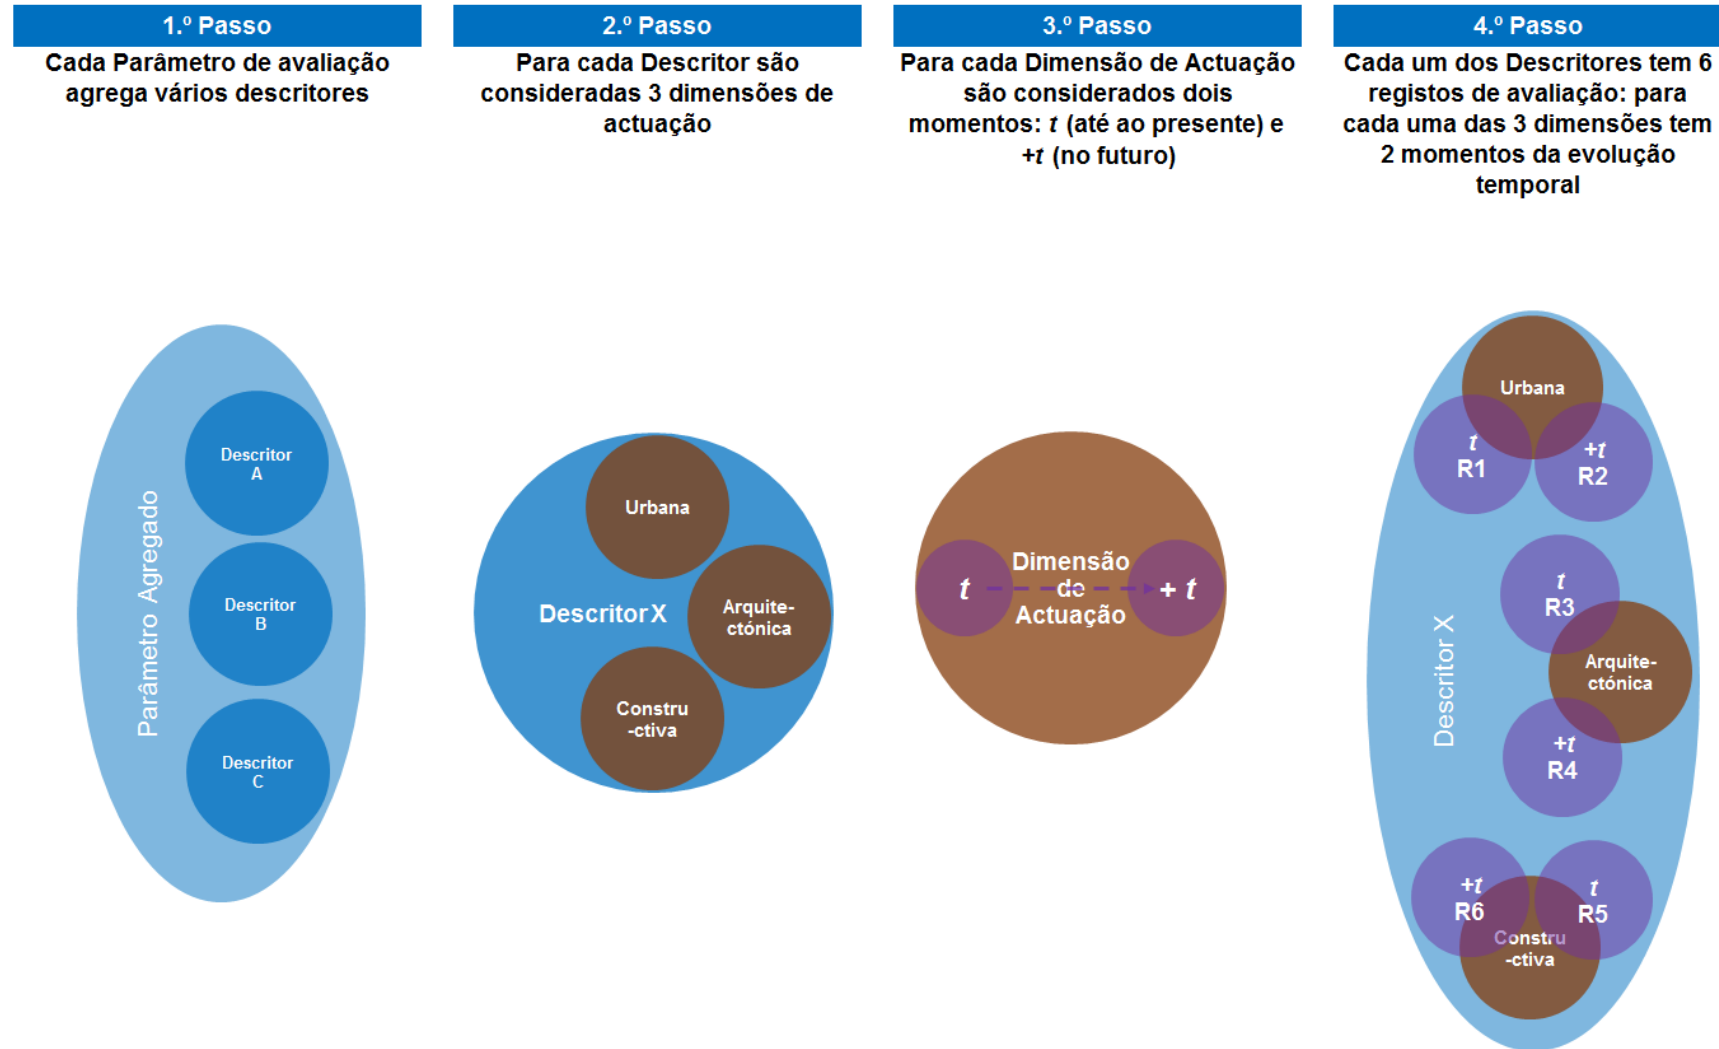 1.º Passo
Cada Parâmetro de avaliação
agrega vários descritores
Parâmetro Agregado
Descritor
A
Descritor
B
Descritor
C
2.º Passo
Para cada Descritor são
consideradas 3 dimensões de
actuação
Descritor X
Urbana
Arquite-
ctónica
Constru
-ctiva
3.º Passo
Para cada Dimensão de Actuação
são considerados dois
momentos: t (até ao presente) e
+t (no futuro)
t
Dimensão
de
Actuação
+ t
4.º Passo
Cada um dos Descritores tem 6
registos de avaliação: para
cada uma das 3 dimensões tem
2 momentos da evolução
temporal
Descritor X
Urbana
t
R1
+t
R2
t
R3
Arquite-
ctónica
+t
R4
+t
R6
t
R5
Constru
-ctiva